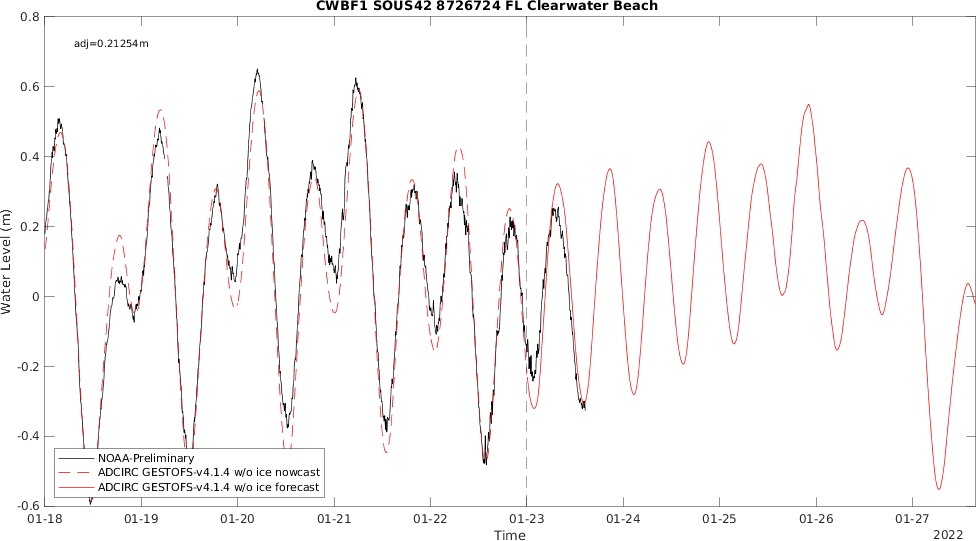 CWBF1 SOUS42 8726724 FL Clearwater Beach
0.8
adj=0.21254m
0.6
0.4
0.2
0
-0.2
-0.4
-0.6
Water Level (m)
NOAA-Preliminary
ADCIRC GESTOFS-v4.1.4 w/o ice nowcast
ADCIRC GESTOFS-v4.1.4 w/o ice forecast
01-18 01-19 01-20 01-21 01-22 01-23 01-24 01-25 01-26 01-27
Time
2022